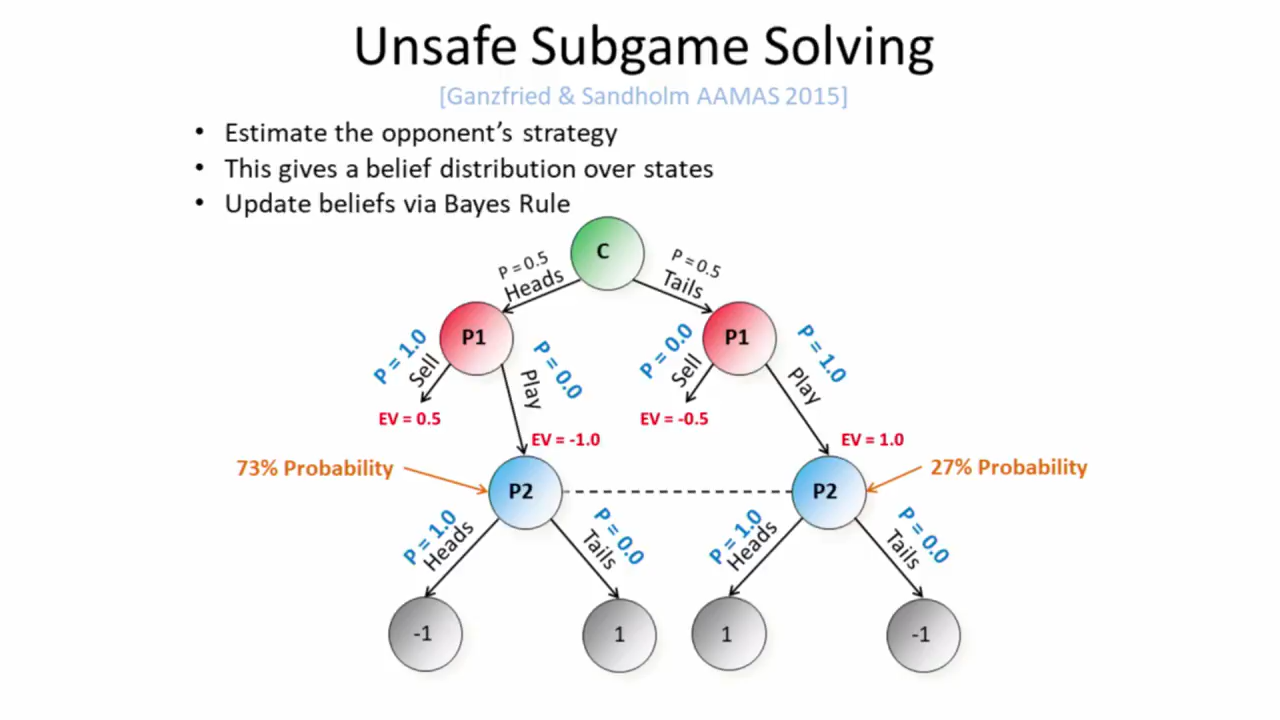 Unsafe Subgame Solving
[Ganzfried & Sandholm AAMAS 2015]
• Estimate the opponent's strategy
• This gives a belief distribution over states
• Update beliefs via Bayes Rule
C
P = 0.5
Heads
P = 0.5
Tails
P1
P1
P = 1.0
Sell
P = 0.0
Play
P = 0.0
Sell
P = 1.0
Play
EV = 0.5
EV = -0.5
EV = -1.0
EV = 1.0
73% Probability
27% Probability
P2
P2
P = 1.0
Heads
P = 0.0
Tails
P = 1.0
Heads
P = 0.0
Tails
-1
1
1
-1